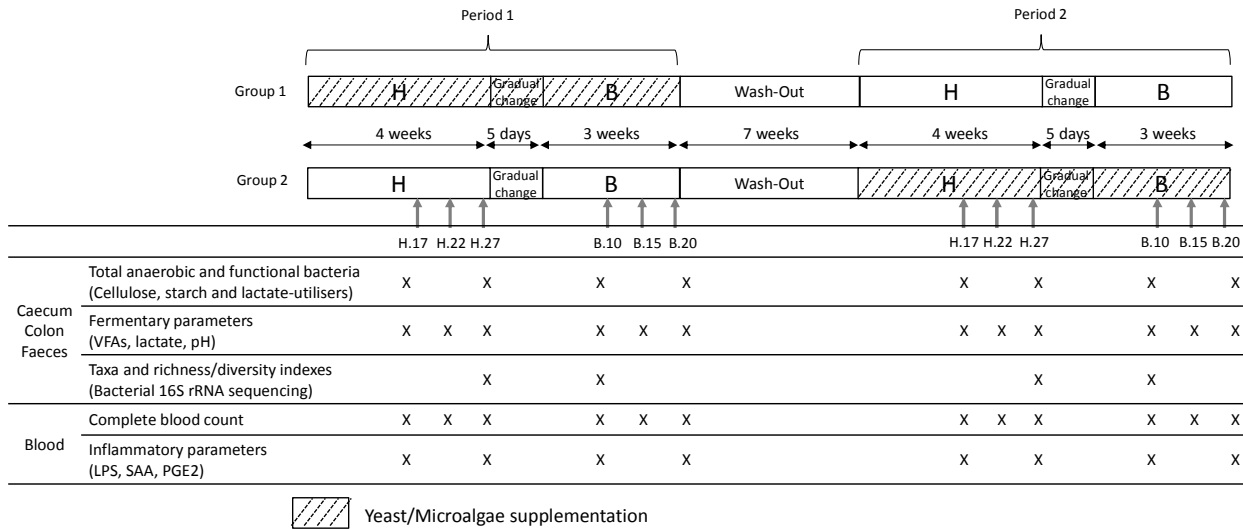 Period 1 Period 2
Group 1 H Gradual change B Wash-Out H Gradual change B
4 weeks 5 days 3 weeks 7 weeks 4 weeks 5 days 3 weeks
Group 2 H Gradual change B Wash-Out H Gradual change B
H.17 H.22 H.27 B.10 B.15 B.20 H.17 H.22 H.27 B.10 B.15 B.20
Caecum
Colon
Faeces
Total anaerobic and functional bacteria
(Cellulose, starch and lactate-utilisers)
X X X X X X X X
Fermentary parameters
(VFAs, lactate, pH)
X X X X X X X X X X X X
Taxa and richness/diversity indexes
(Bacterial 16S rRNA sequencing)
X X X X
Blood
Complete blood count
X X X X X X X X X X X X
Inflammatory parameters
(LPS, SAA, PGE2)
X X X X X X X X
Yeast/Microalgae supplementation